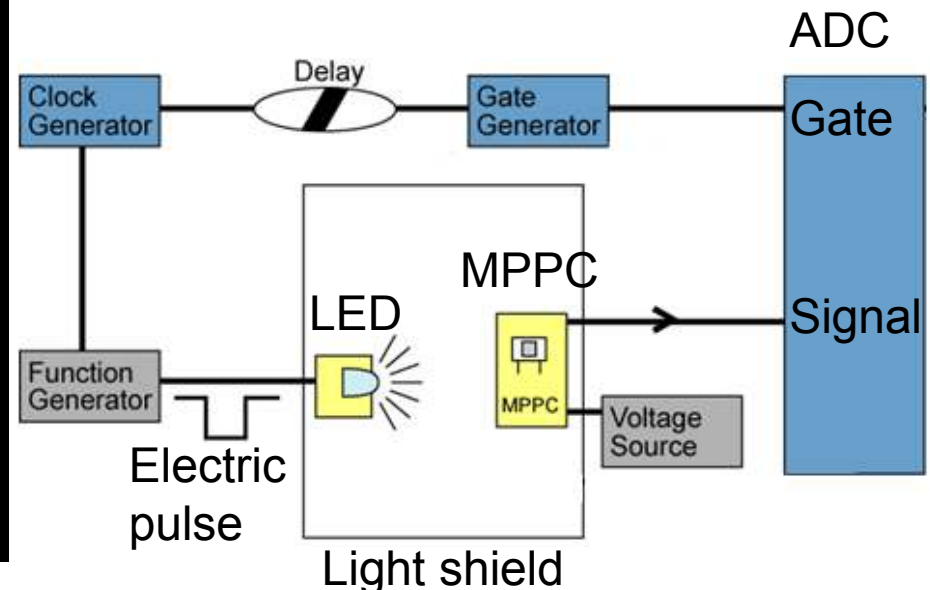 ADC
Delay
Clock
Generator
Gate
Generator
Gate
MPPC
LED
Signal
Function
Generator
MPPC
Voltage
Source
Electric
pulse
Light shield